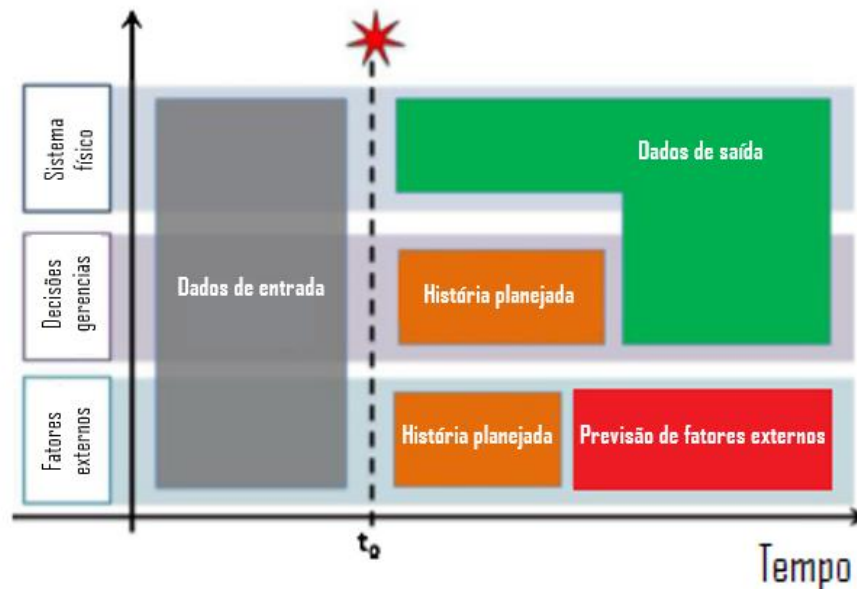 Sistema
físico
Dados de saída
Decisões
gerencias
Dados de entrada
História planejada
Fatores
externos
História planejada
Previsão de fatores externos
t₀
Tempo